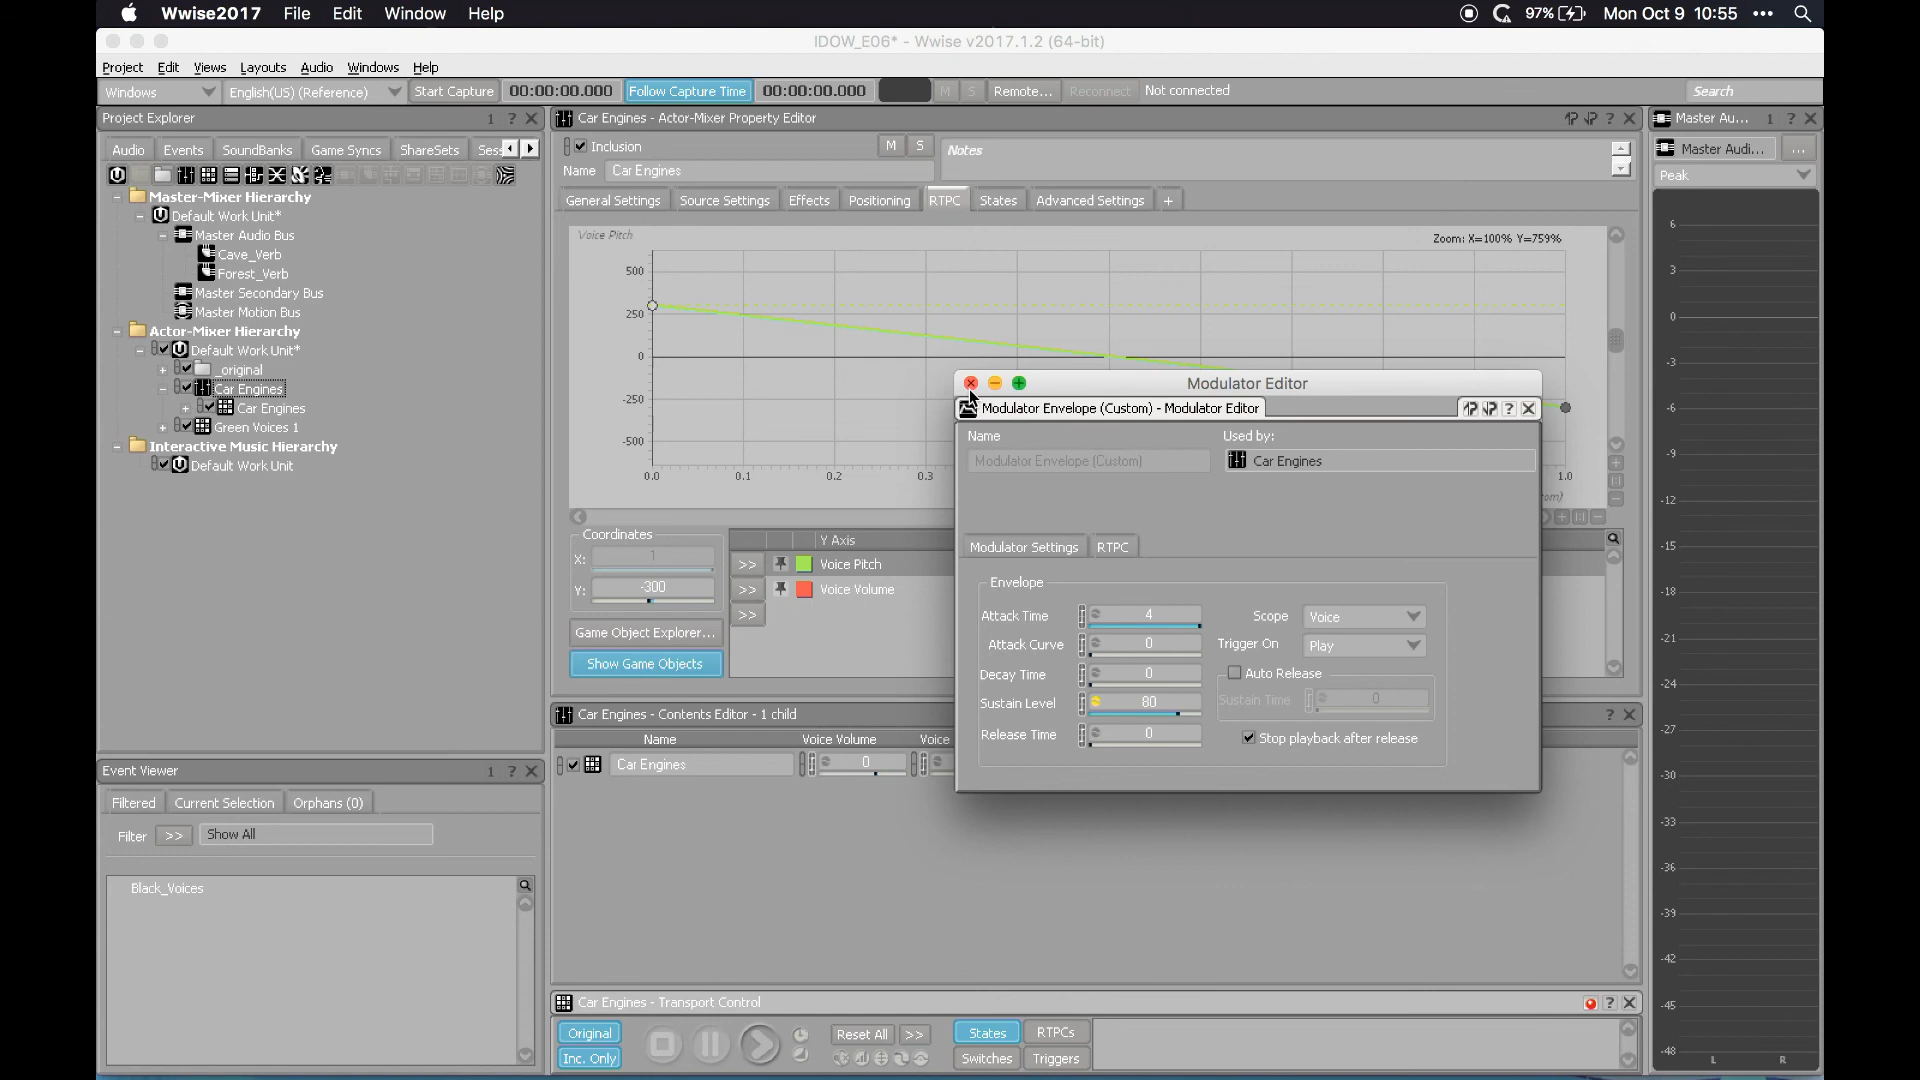 Wwise2017 File Edit Window Help 97% Mon Oct 9 10:55
IDOW_E06* - Wwise v2017.1.2 (64-bit)
Project Edit Views Layouts Audio Windows Help
Windows English(US) (Reference) Start Capture 00:00:00.000 Follow Capture Time 00:00:00.000 M S Remote... Reconnect Not connected Search
Project Explorer 1 ?
Audio Events SoundBanks Game Syncs ShareSets Sess
Master-Mixer Hierarchy
Default Work Unit*
Master Audio Bus
Cave_Verb
Forest_Verb
Master Secondary Bus
Master Motion Bus
Actor-Mixer Hierarchy
Default Work Unit*
_original
Car Engines
Car Engines
Green Voices 1
Interactive Music Hierarchy
Default Work Unit
Event Viewer 1 ?
Filtered Current Selection Orphans (0)
Filter >> Show All
Black_Voices
Car Engines - Actor-Mixer Property Editor ?
Inclusion M S Notes
Name Car Engines
General Settings Source Settings Effects Positioning RTPC States Advanced Settings +
Voice Pitch Zoom: X=100% Y=759%
500
250
0
-250
-500
0.0 0.1 0.2 0.3 1.0
om)
Coordinates
X: 1
Y: -300
Game Object Explorer...
Show Game Objects
Y Axis
>> Voice Pitch
>> Voice Volume
>>
Modulator Editor
Modulator Envelope (Custom) - Modulator Editor ?
Name Used by:
Modulator Envelope (Custom) Car Engines
Modulator Settings RTPC
Envelope
Attack Time 4 Scope Voice
Attack Curve 0 Trigger On Play
Decay Time 0 Auto Release
Sustain Level 80 Sustain Time 0
Release Time 0 Stop playback after release
Car Engines - Contents Editor - 1 child ?
Name Voice Volume Voice
Car Engines 0
Car Engines - Transport Control ?
Original Reset All >> States RTPCs
Inc. Only Switches Triggers
Master Au... 1 ?
Master Audi... ...
Peak
6
3
0
-3
-6
-9
-12
-15
-18
-21
-24
-27
-30
-33
-36
-39
-42
-45
-48
L R